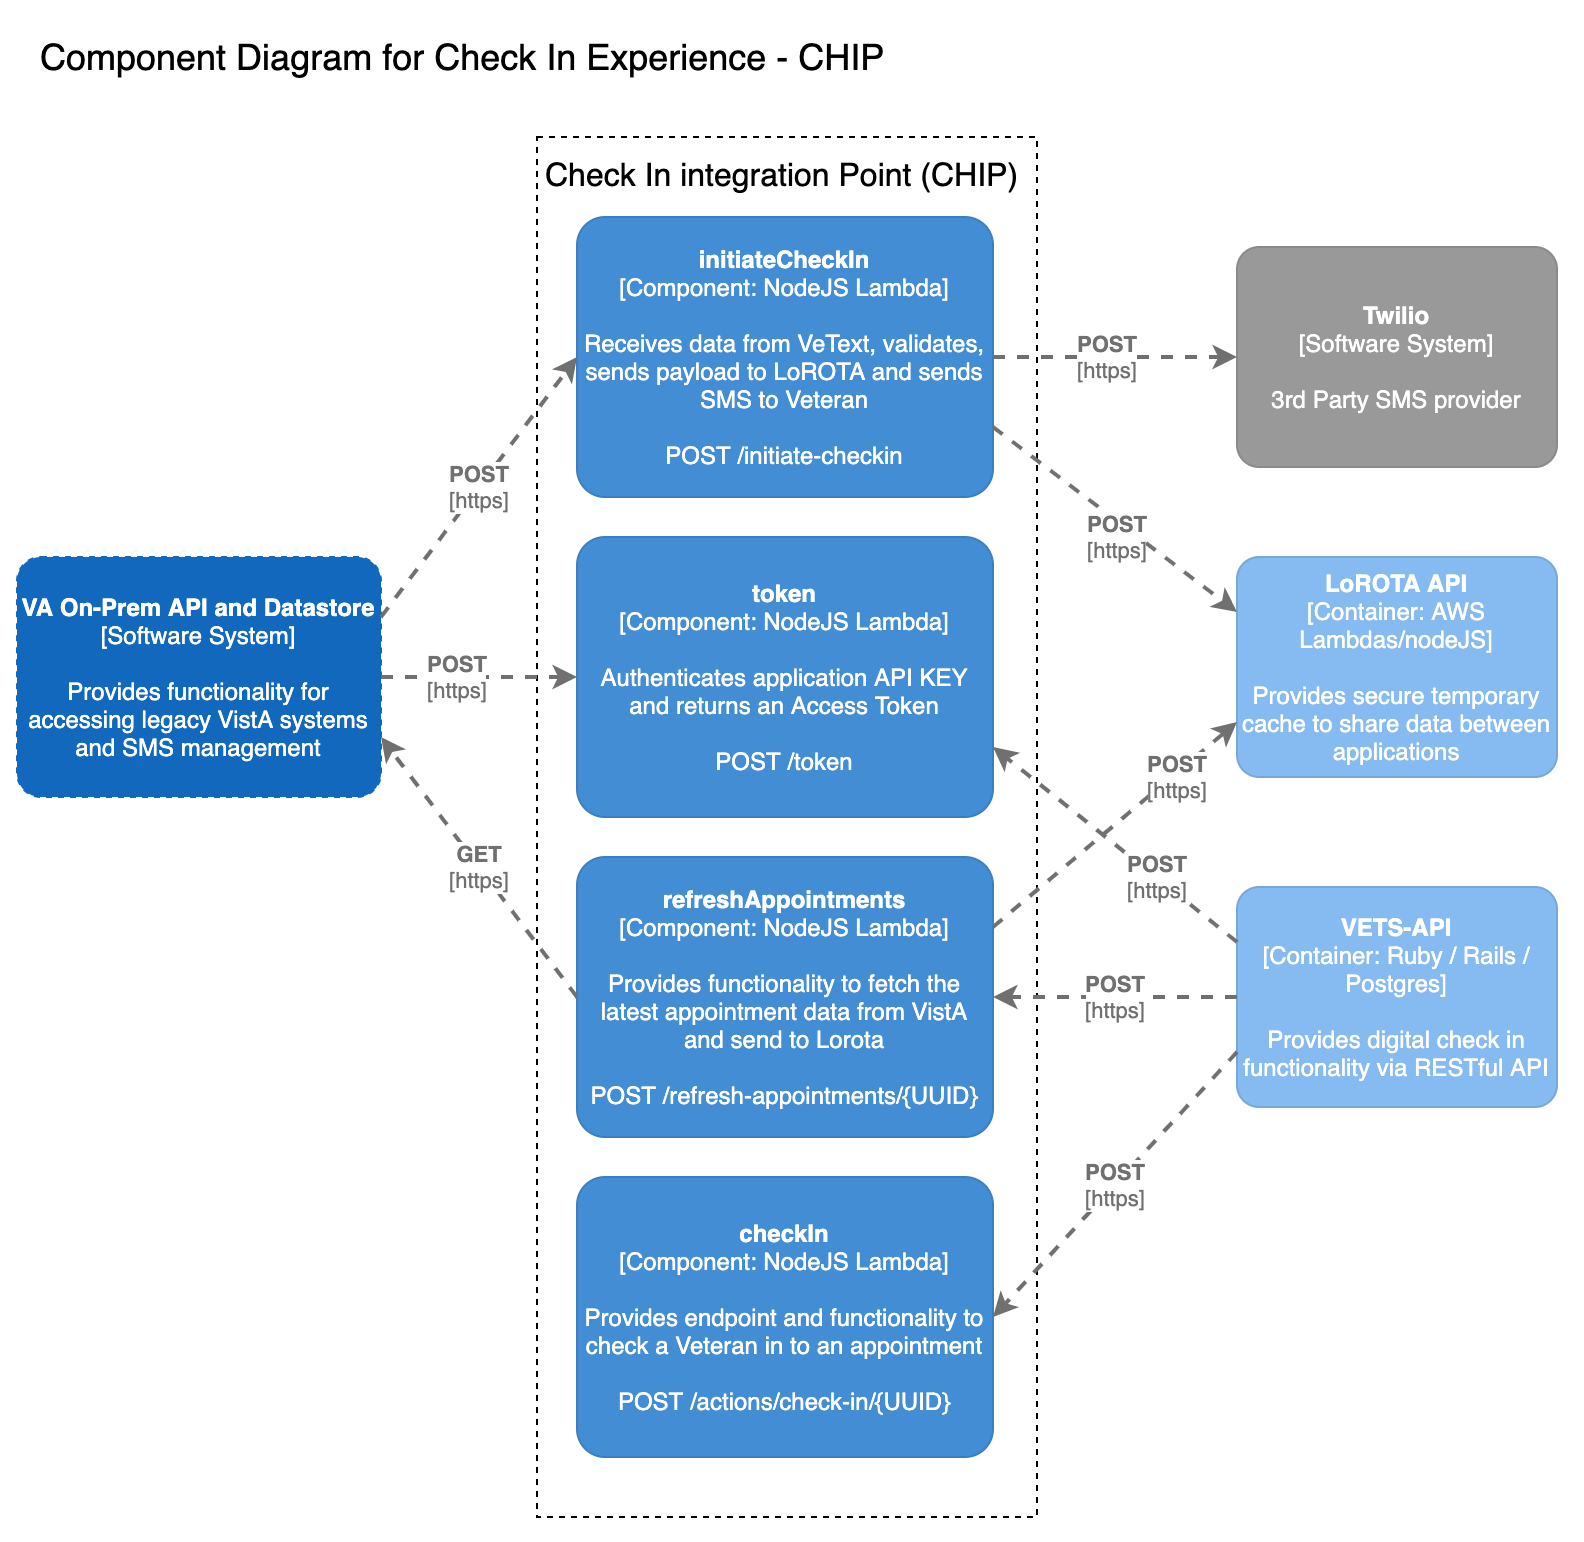 Component Diagram for Check In Experience - CHIP
Check In integration Point (CHIP)
initiateCheckIn
[Component: NodeJS Lambda]
Receives data from VeText, validates,
sends payload to LoROTA and sends
SMS to Veteran
POST /initiate-checkin
POST
[https]
Twilio
[Software System]
3rd Party SMS provider
POST
[https]
POST
[https]
VA On-Prem API and Datastore
[Software System]
Provides functionality for
accessing legacy VistA systems
and SMS management
POST
[https]
token
[Component: NodeJS Lambda]
Authenticates application API KEY
and returns an Access Token
POST /token
LoROTA API
[Container: AWS
Lambdas/nodeJS]
Provides secure temporary
cache to share data between
applications
POST
[https]
GET
[https]
POST
[https]
refreshAppointments
[Component: NodeJS Lambda]
Provides functionality to fetch the
latest appointment data from VistA
and send to Lorota
POST /refresh-appointments/{UUID}
POST
[https]
VETS-API
[Container: Ruby / Rails /
Postgres]
Provides digital check in
functionality via RESTful API
POST
[https]
checkIn
[Component: NodeJS Lambda]
Provides endpoint and functionality to
check a Veteran in to an appointment
POST /actions/check-in/{UUID}